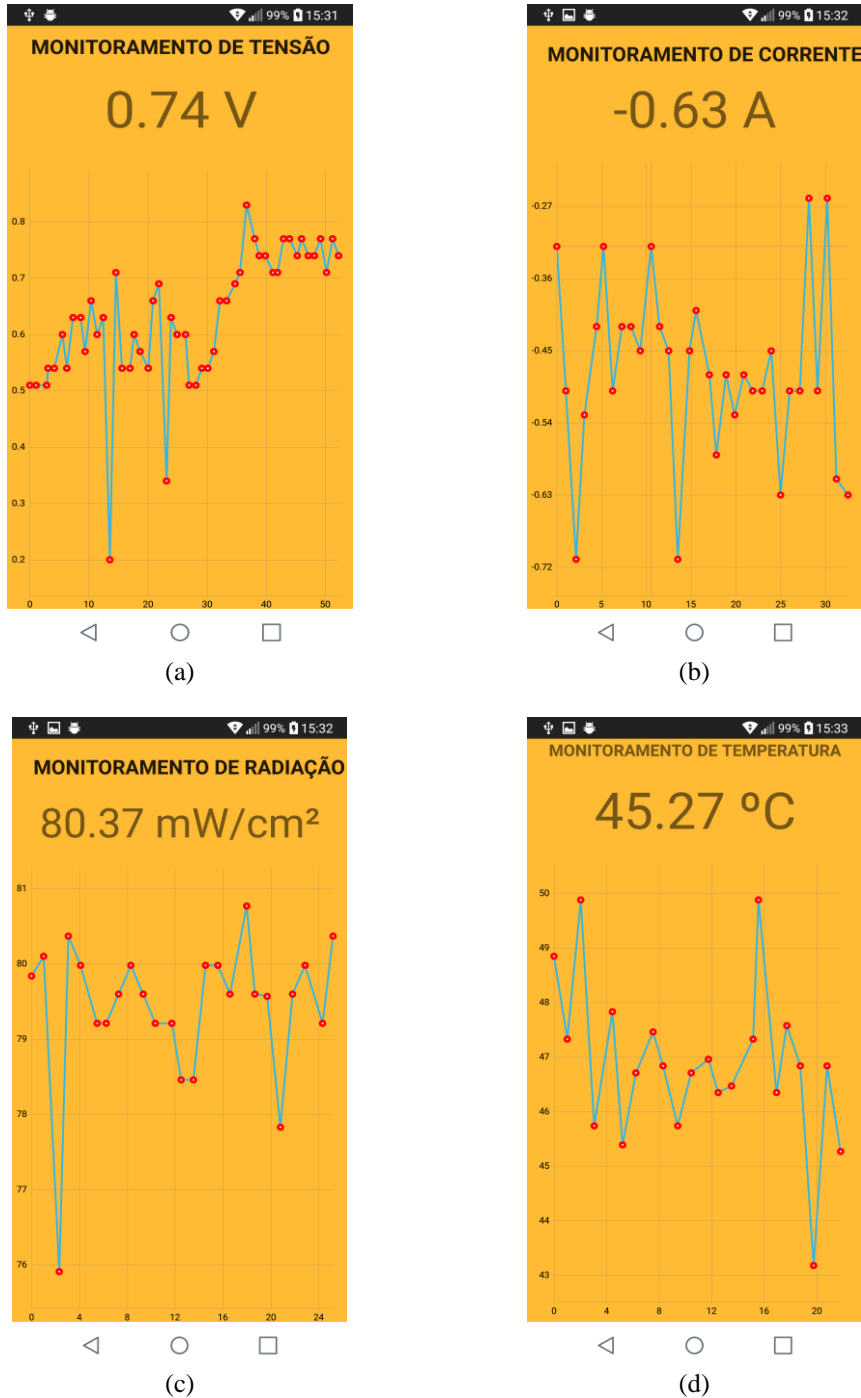 99% 15:31
MONITORAMENTO DE TENSÃO
0.74 V
0.8
0.7
0.6
0.5
0.4
0.3
0.2
0 10 20 30 40 50
(a)
99% 15:32
MONITORAMENTO DE CORRENTE
-0.63 A
-0.27
-0.36
-0.45
-0.54
-0.63
-0.72
0 5 10 15 20 25 30
(b)
99% 15:32
MONITORAMENTO DE RADIAÇÃO
80.37 mW/cm²
81
80
79
78
77
76
0 4 8 12 16 20 24
(c)
99% 15:33
MONITORAMENTO DE TEMPERATURA
45.27 ºC
50
49
48
47
46
45
44
43
0 4 8 12 16 20
(d)